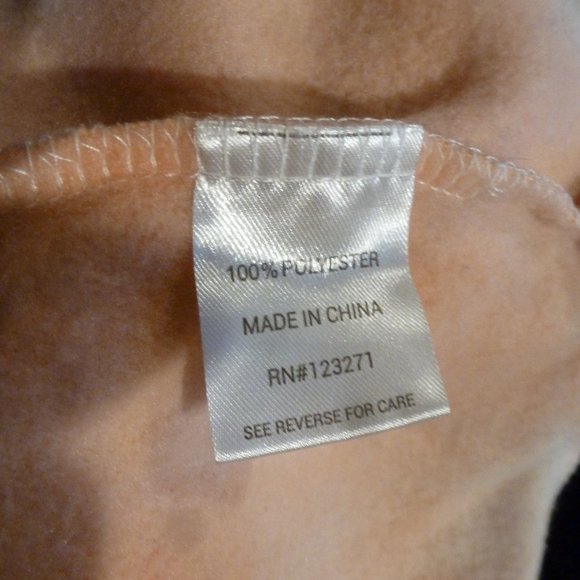 100% POLYESTER
MADE IN CHINA
RN#123271
SEE REVERSE FOR CARE